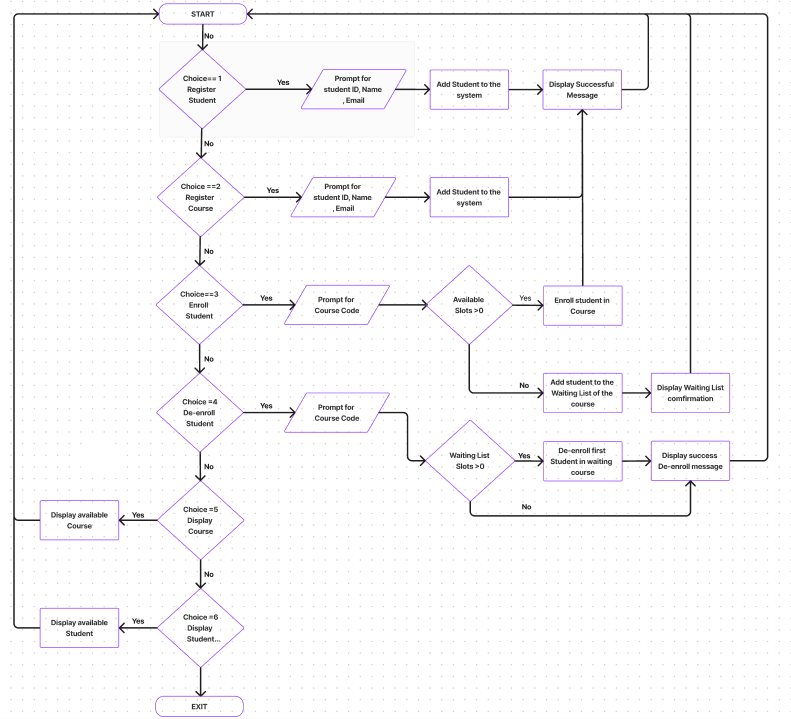 START
No
Choice== 1
Register
Student
Yes
Prompt for
student ID, Name
, Email
Add Student to the
system
Display Successful
Message
No
Choice ==2
Register
Course
Yes
Prompt for
student ID, Name
, Email
Add Student to the
system
No
Choice==3
Enroll
Student
Yes
Prompt for
Course Code
Available
Slots >0
Yes
Enroll student in
Course
No
Add student to the
Waiting List of the
course
Display Waiting List
comfirmation
No
Choice =4
De-enroll
Student
Yes
Prompt for
Course Code
Waiting List
Slots >0
Yes
De-enroll first
Student in waiting
course
Display success
De-enroll message
No
No
Choice =5
Display
Course
Yes
Display available
Course
No
Choice =6
Display
Student...
Yes
Display available
Student
EXIT